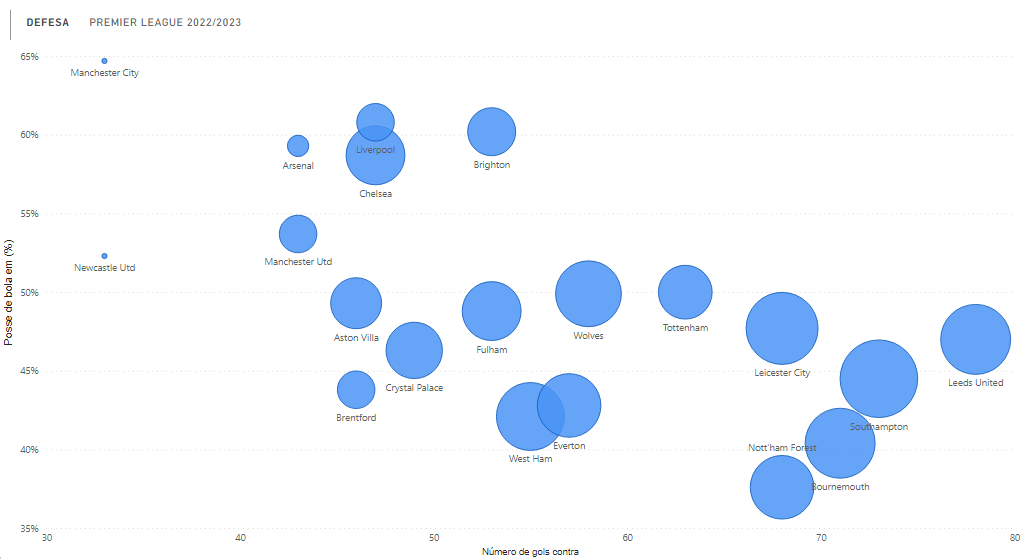 DEFESA PREMIER LEAGUE 2022/2023
65%
Manchester City
60%
Arsenal
Liverpool
Brighton
Chelsea
55%
Manchester Utd
Newcastle Utd
50%
Aston Villa
Fulham
Wolves
Tottenham
Leicester City
Leeds United
45%
Crystal Palace
Brentford
Southampton
Everton
West Ham
Nott'ham Forest
40%
Bournemouth
35%
30 40 50 60 70 80
Número de gols contra
Posse de bola em (%)